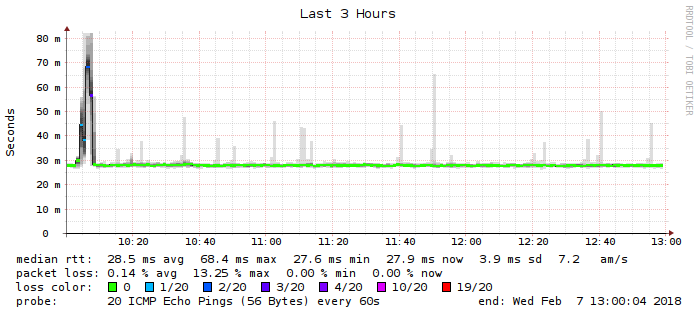 Last 3 Hours
RRDTOOL / TOBI OETIKER
Seconds
80 m
70 m
60 m
50 m
40 m
30 m
20 m
10 m
0
10:20 10:40 11:00 11:20 11:40 12:00 12:20 12:40 13:00
median rtt: 28.5 ms avg 68.4 ms max 27.6 ms min 27.9 ms now 3.9 ms sd 7.2 am/s
packet loss: 0.14 % avg 13.25 % max 0.00 % min 0.00 % now
loss color: 0 1/20 2/20 3/20 4/20 10/20 19/20
probe: 20 ICMP Echo Pings (56 Bytes) every 60s end: Wed Feb 7 13:00:04 2018